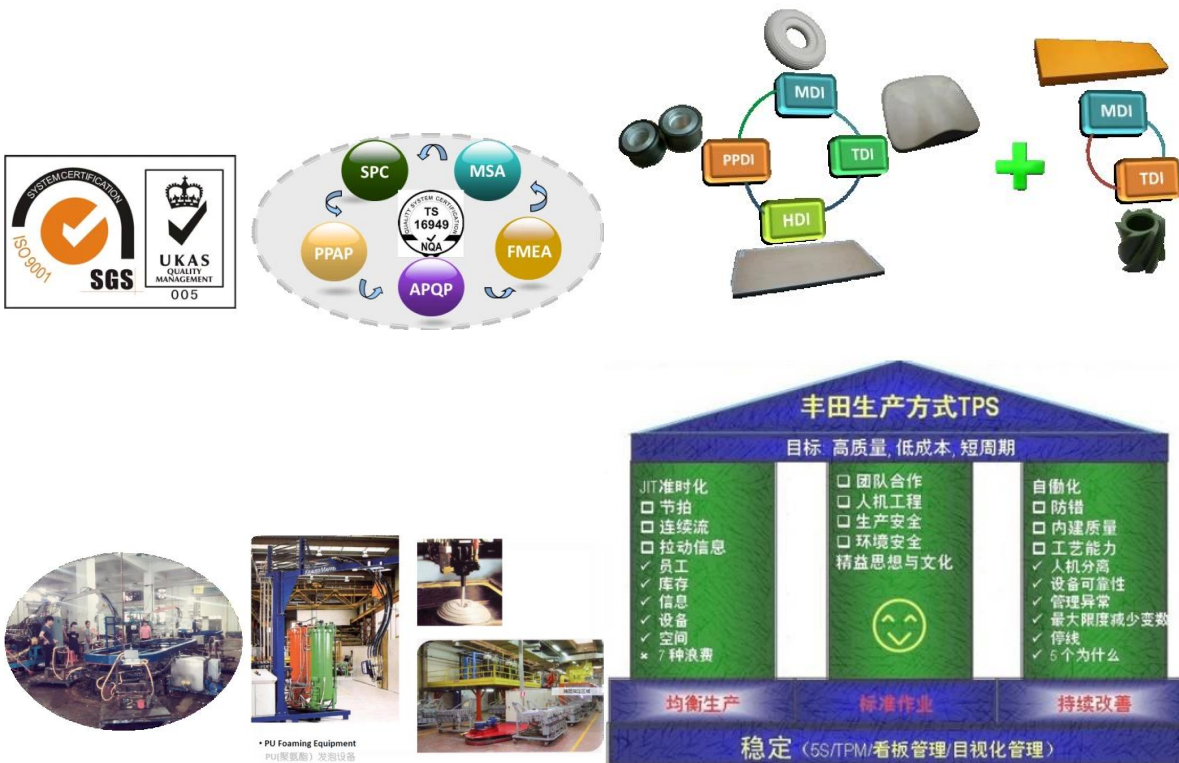 SYSTEM CERTIFICATION
ISO 9001
SGS
UKAS
QUALITY
MANAGEMENT
005
SPC
MSA
PPAP
FMEA
APQP
QUALITY SYSTEM CERTIFICATION
TS
16949
NQA
MDI
PPDI
TDI
HDI
MDI
TDI
• PU Foaming Equipment
PU(聚氨酯) 发泡设备
丰田生产方式TPS
目标: 高质量, 低成本, 短周期
JIT准时化
□ 节拍
□ 连续流
□ 拉动信息
✓ 员工
✓ 库存
✓ 信息
✓ 设备
✓ 空间
× 7种浪费
□ 团队合作
□ 人机工程
□ 生产安全
□ 环境安全
精益思想与文化
自働化
□ 防错
□ 内建质量
□ 工艺能力
✓ 人机分离
设备可靠性
✓ 管理异常
✓ 最大限度减少变数
✓ 停线
✓ 5个为什么
均衡生产
标准作业
持续改善
稳定 (5S/TPM/看板管理/目视化管理)